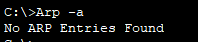 C:\>Arp -a
No ARP Entries Found